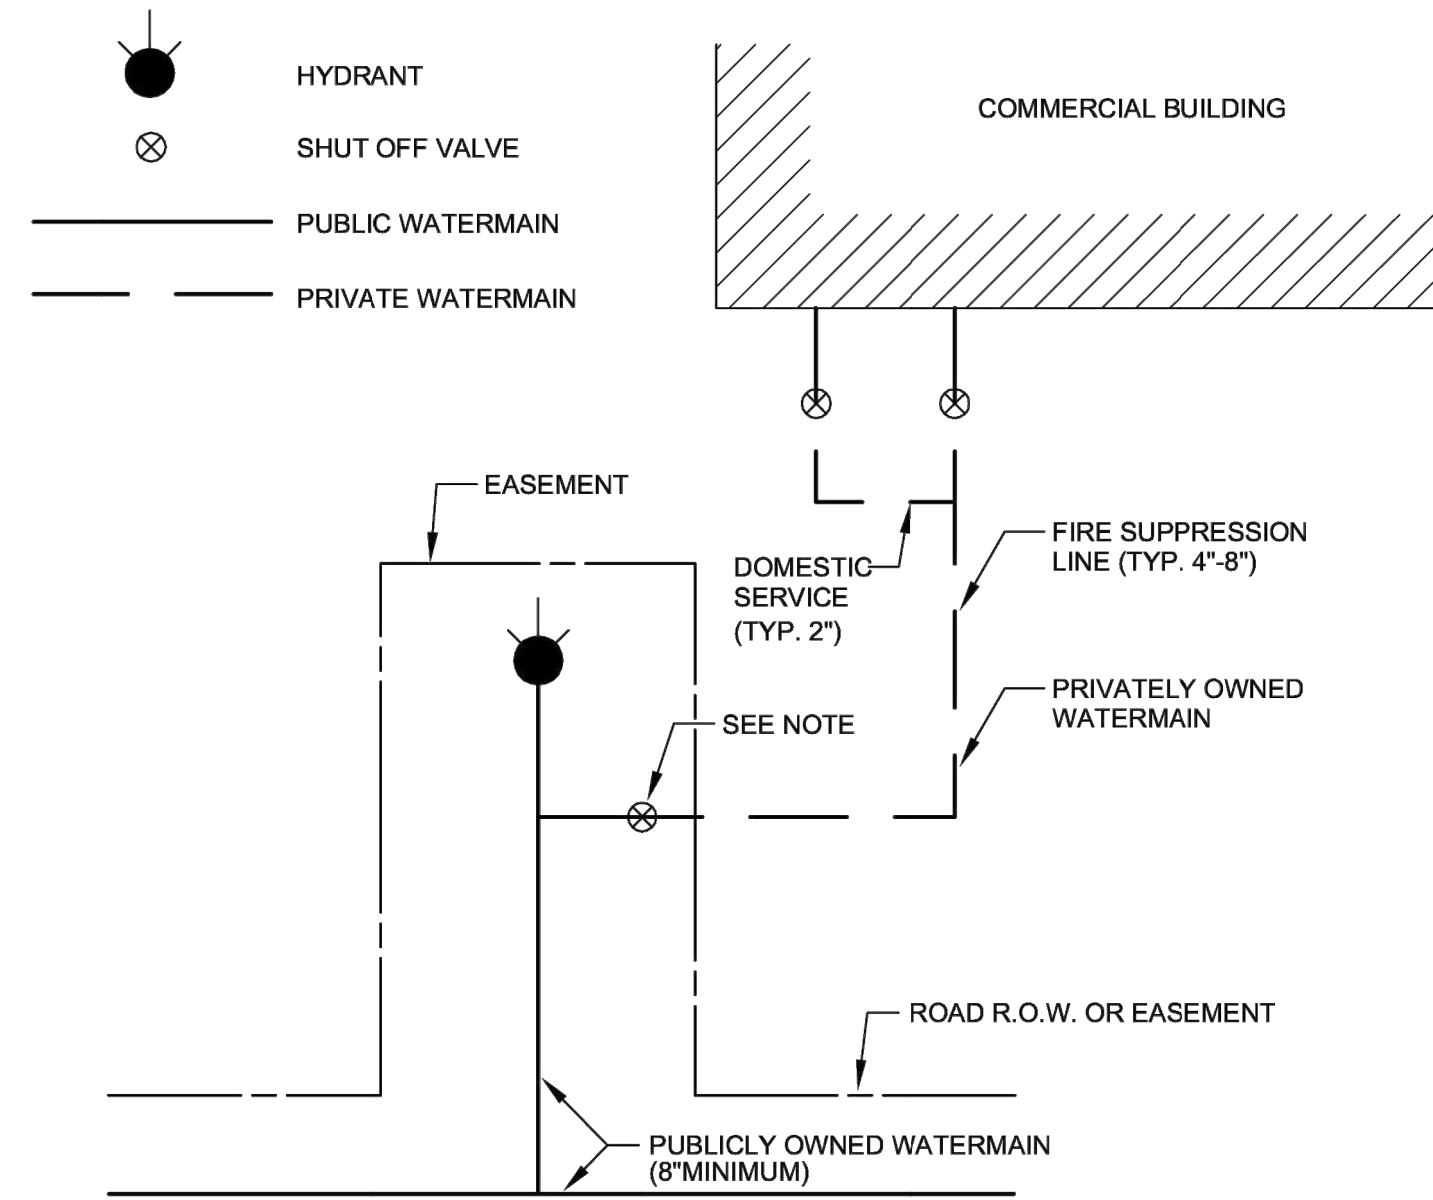 HYDRANT
SHUT OFF VALVE
PUBLIC WATERMAIN
PRIVATE WATERMAIN
COMMERCIAL BUILDING
EASEMENT
DOMESTIC
SERVICE
(TYP. 2")
FIRE SUPPRESSION
LINE (TYP. 4"-8")
PRIVATELY OWNED
WATERMAIN
SEE NOTE
ROAD R.O.W. OR EASEMENT
PUBLICLY OWNED WATERMAIN
(8"MINIMUM)